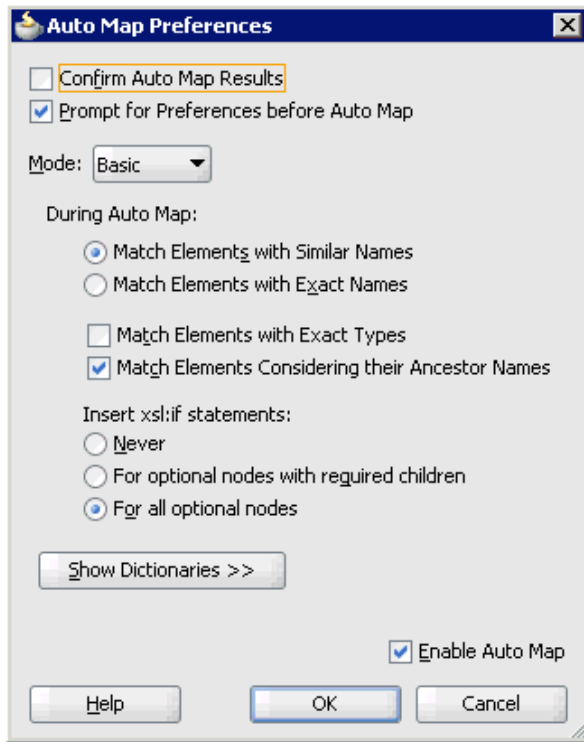 Auto Map Preferences
Confirm Auto Map Results
Prompt for Preferences before Auto Map
Mode: Basic
During Auto Map:
Match Elements with Similar Names
Match Elements with Exact Names
Match Elements with Exact Types
Match Elements Considering their Ancestor Names
Insert xsl:if statements:
Never
For optional nodes with required children
For all optional nodes
Show Dictionaries >>
Enable Auto Map
Help OK Cancel